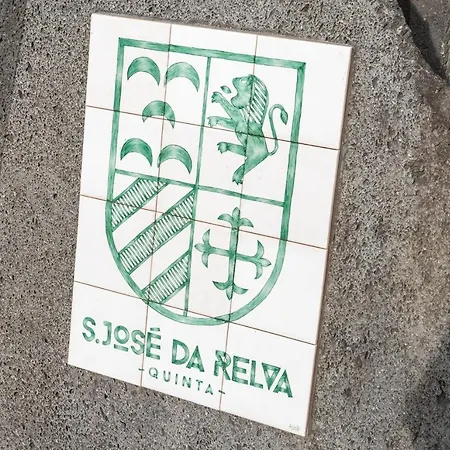 S. JOSÉ DA RELVA
- QUINTA -